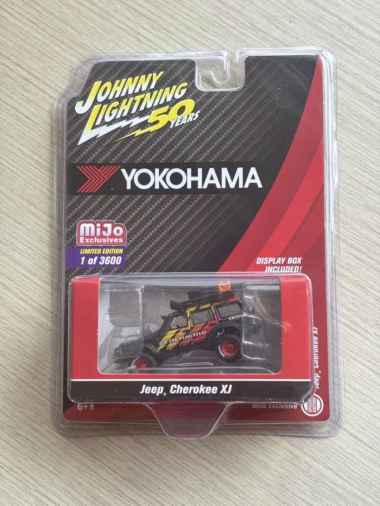 JOHNNY
LIGHTNING
50
YEARS
YOKOHAMA
MiJo
Exclusives
LIMITED EDITION
1 of 3600
DISPLAY BOX
INCLUDED!
Jeep® Cherokee XJ